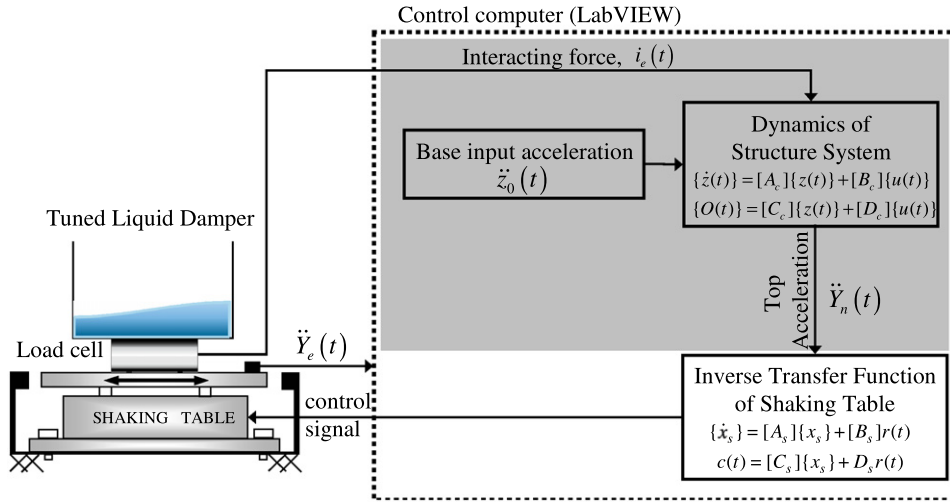 Control computer (LabVIEW)
Interacting force, i_e(t)
Base input acceleration
z̈₀(t)
Dynamics of
Structure System
{ż(t)} = [A_c]{z(t)} + [B_c]{u(t)}
{O(t)} = [C_c]{z(t)} + [D_c]{u(t)}
Tuned Liquid Damper
Top
Acceleration
Ÿ_n(t)
Load cell
Ÿ_e(t)
SHAKING TABLE
control
signal
Inverse Transfer Function
of Shaking Table
{ẋ_s} = [A_s]{x_s} + [B_s]r(t)
c(t) = [C_s]{x_s} + D_s r(t)